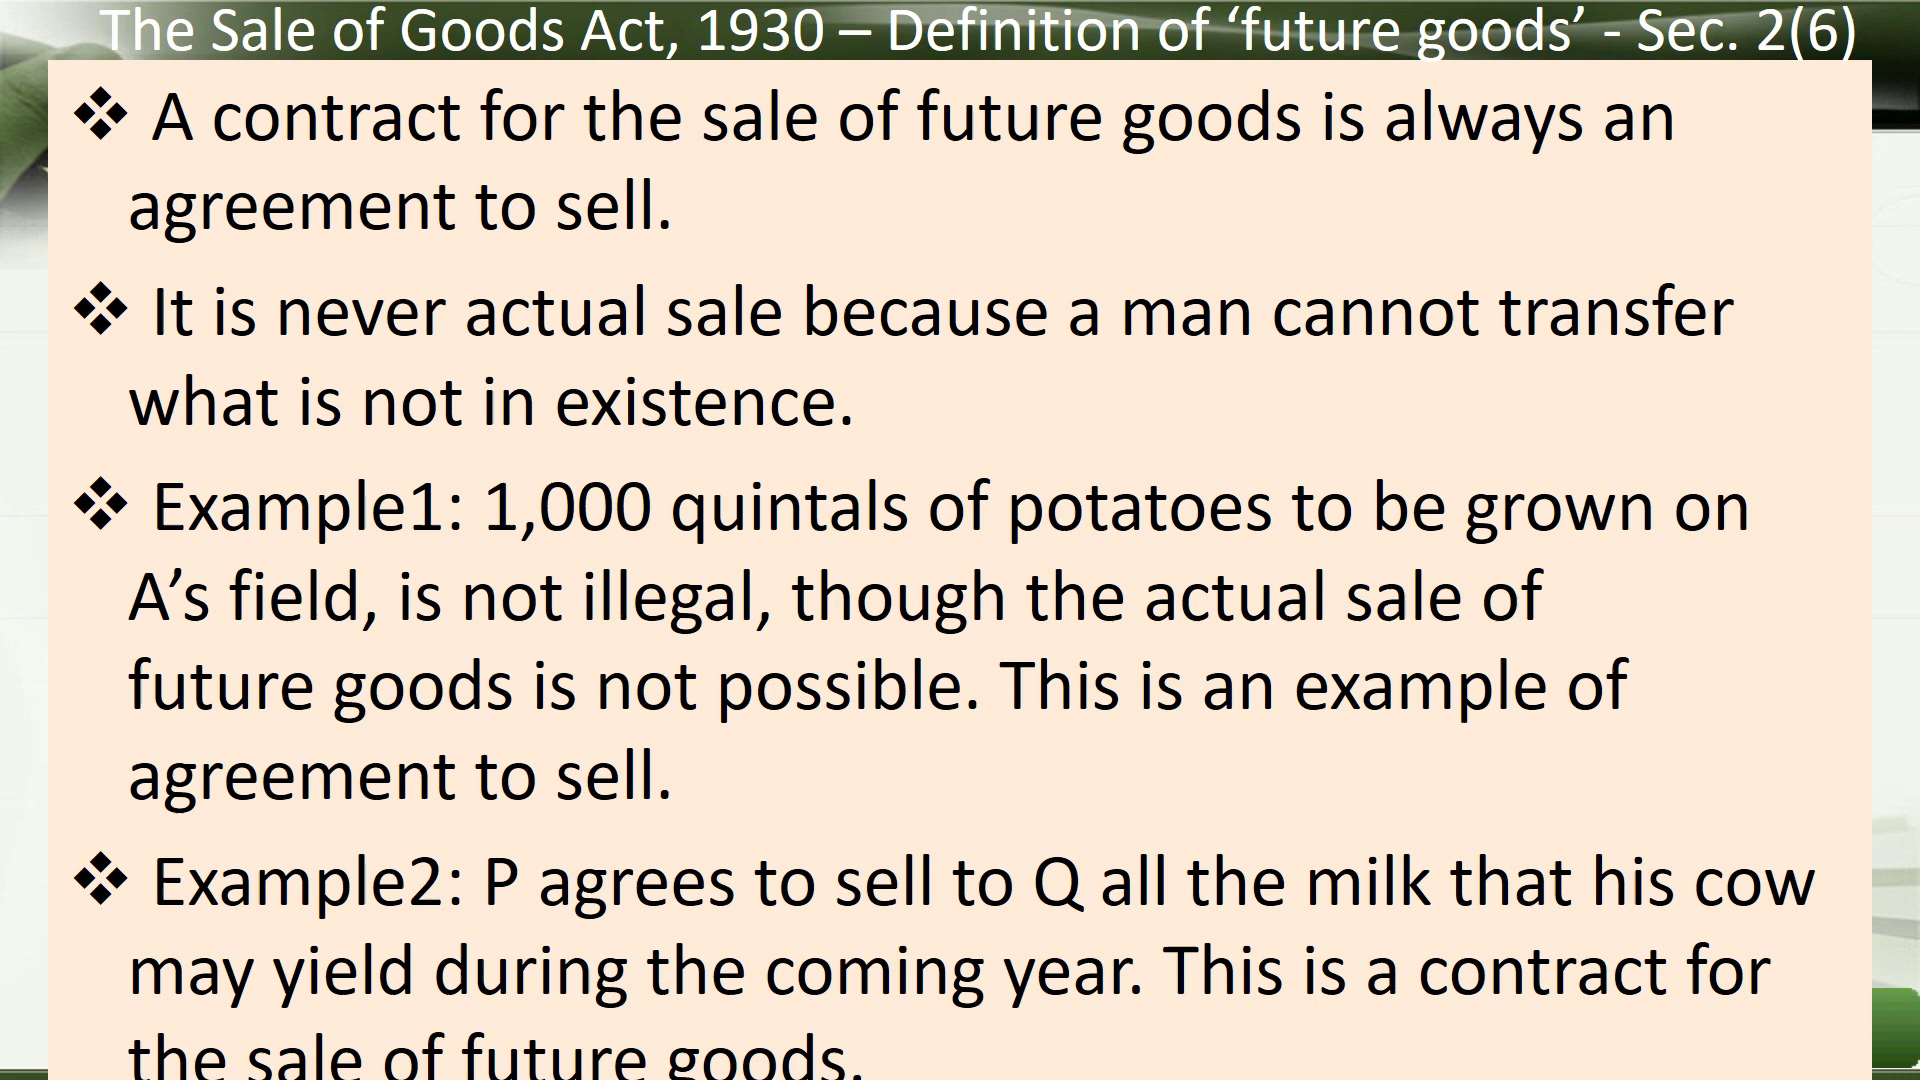 The Sale of Goods Act, 1930 – Definition of ‘future goods’ - Sec. 2(6)
❖ A contract for the sale of future goods is always an
agreement to sell.
❖ It is never actual sale because a man cannot transfer
what is not in existence.
❖ Example1: 1,000 quintals of potatoes to be grown on
A’s field, is not illegal, though the actual sale of
future goods is not possible. This is an example of
agreement to sell.
❖ Example2: P agrees to sell to Q all the milk that his cow
may yield during the coming year. This is a contract for
the sale of future goods.